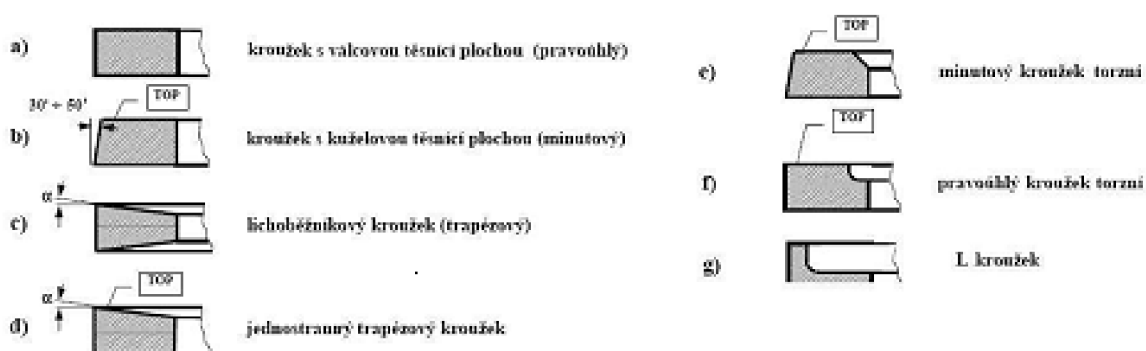 a)
kroužek s válcovou těsnicí plochou (pravoúhlý)
30' ÷ 60'
TOP
b)
kroužek s kuželovou těsnicí plochou (minutový)
α
c)
lichoběžníkový kroužek (trapézový)
α
TOP
d)
jednostranný trapézový kroužek
TOP
e)
minutový kroužek torzní
TOP
f)
pravoúhlý kroužek torzní
g)
L kroužek